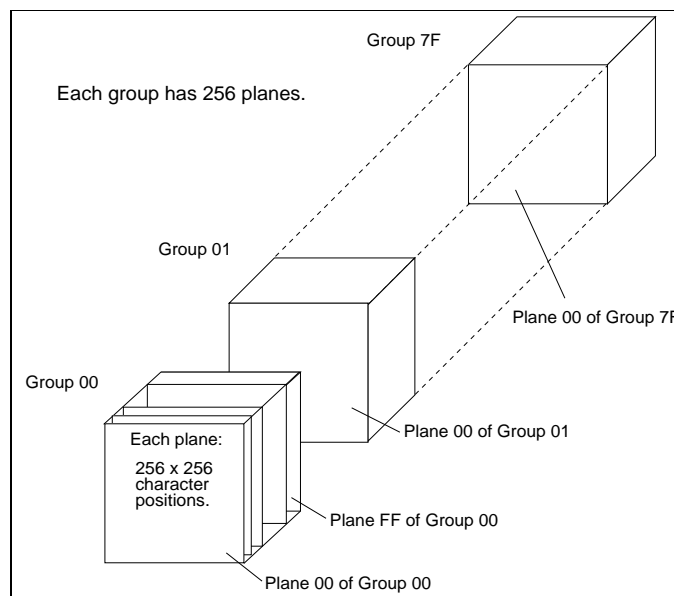 Group 7F
Each group has 256 planes.
Group 01
Plane 00 of Group 7F
Group 00
Plane 00 of Group 01
Each plane:
256 x 256
character
positions.
Plane FF of Group 00
Plane 00 of Group 00